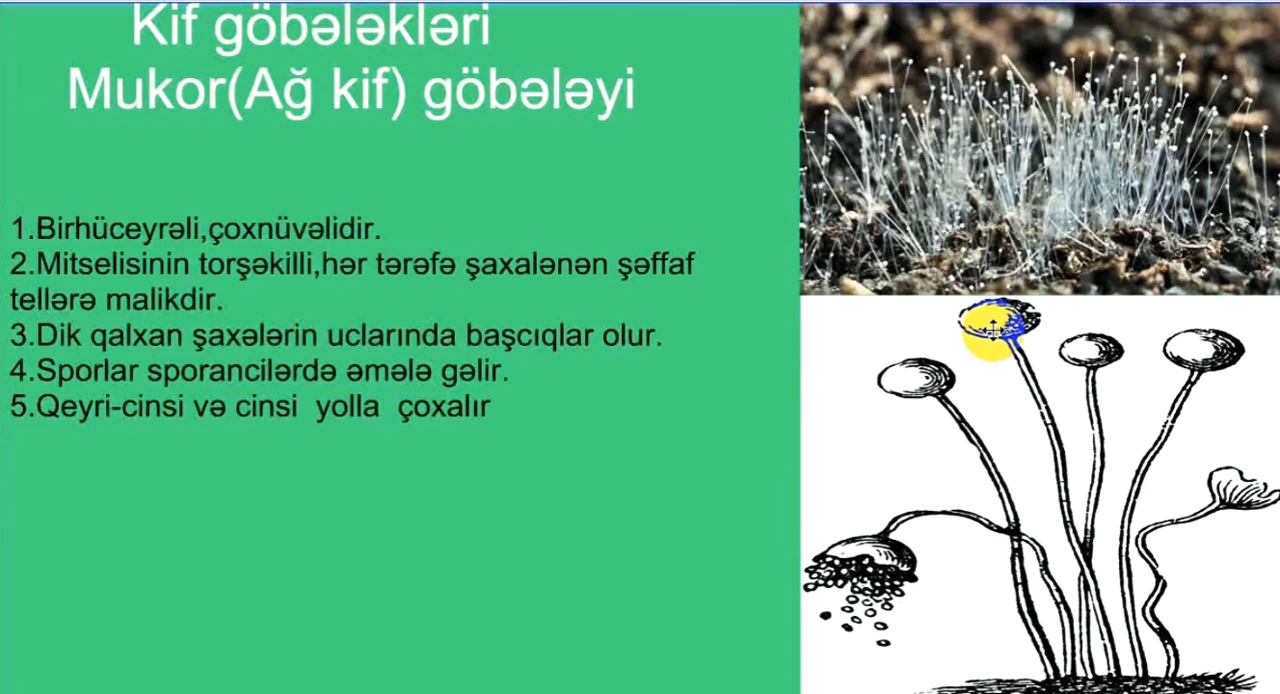 Kif göbələkləri
Mukor(Ağ kif) göbələyi
1.Birhüceyrəli,çoxnüvəlidir.
2.Mitselisinin torşəkilli,hər tərəfə şaxalənən şəffaf
tellərə malikdir.
3.Dik qalxan şaxələrin uclarında başcıqlar olur.
4.Sporlar sporancilərdə əmələ gəlir.
5.Qeyri-cinsi və cinsi yolla çoxalır